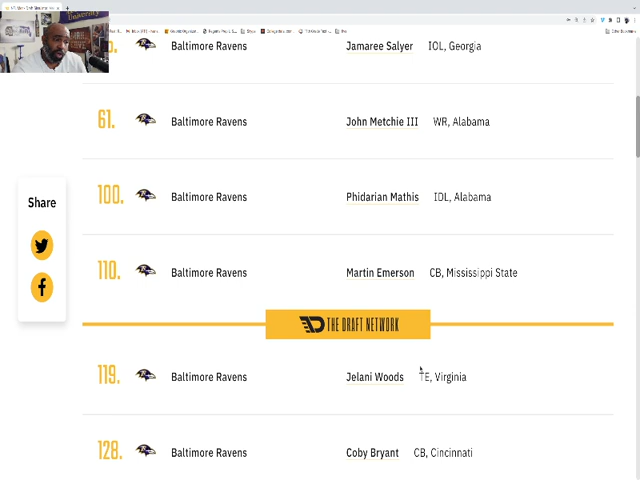 Baltimore Ravens Jamaree Salyer IOL, Georgia
61. Baltimore Ravens John Metchie III WR, Alabama
100. Baltimore Ravens Phidarian Mathis IDL, Alabama
Share
110. Baltimore Ravens Martin Emerson CB, Mississippi State
THE DRAFT NETWORK
119. Baltimore Ravens Jelani Woods TE, Virginia
128. Baltimore Ravens Coby Bryant CB, Cincinnati